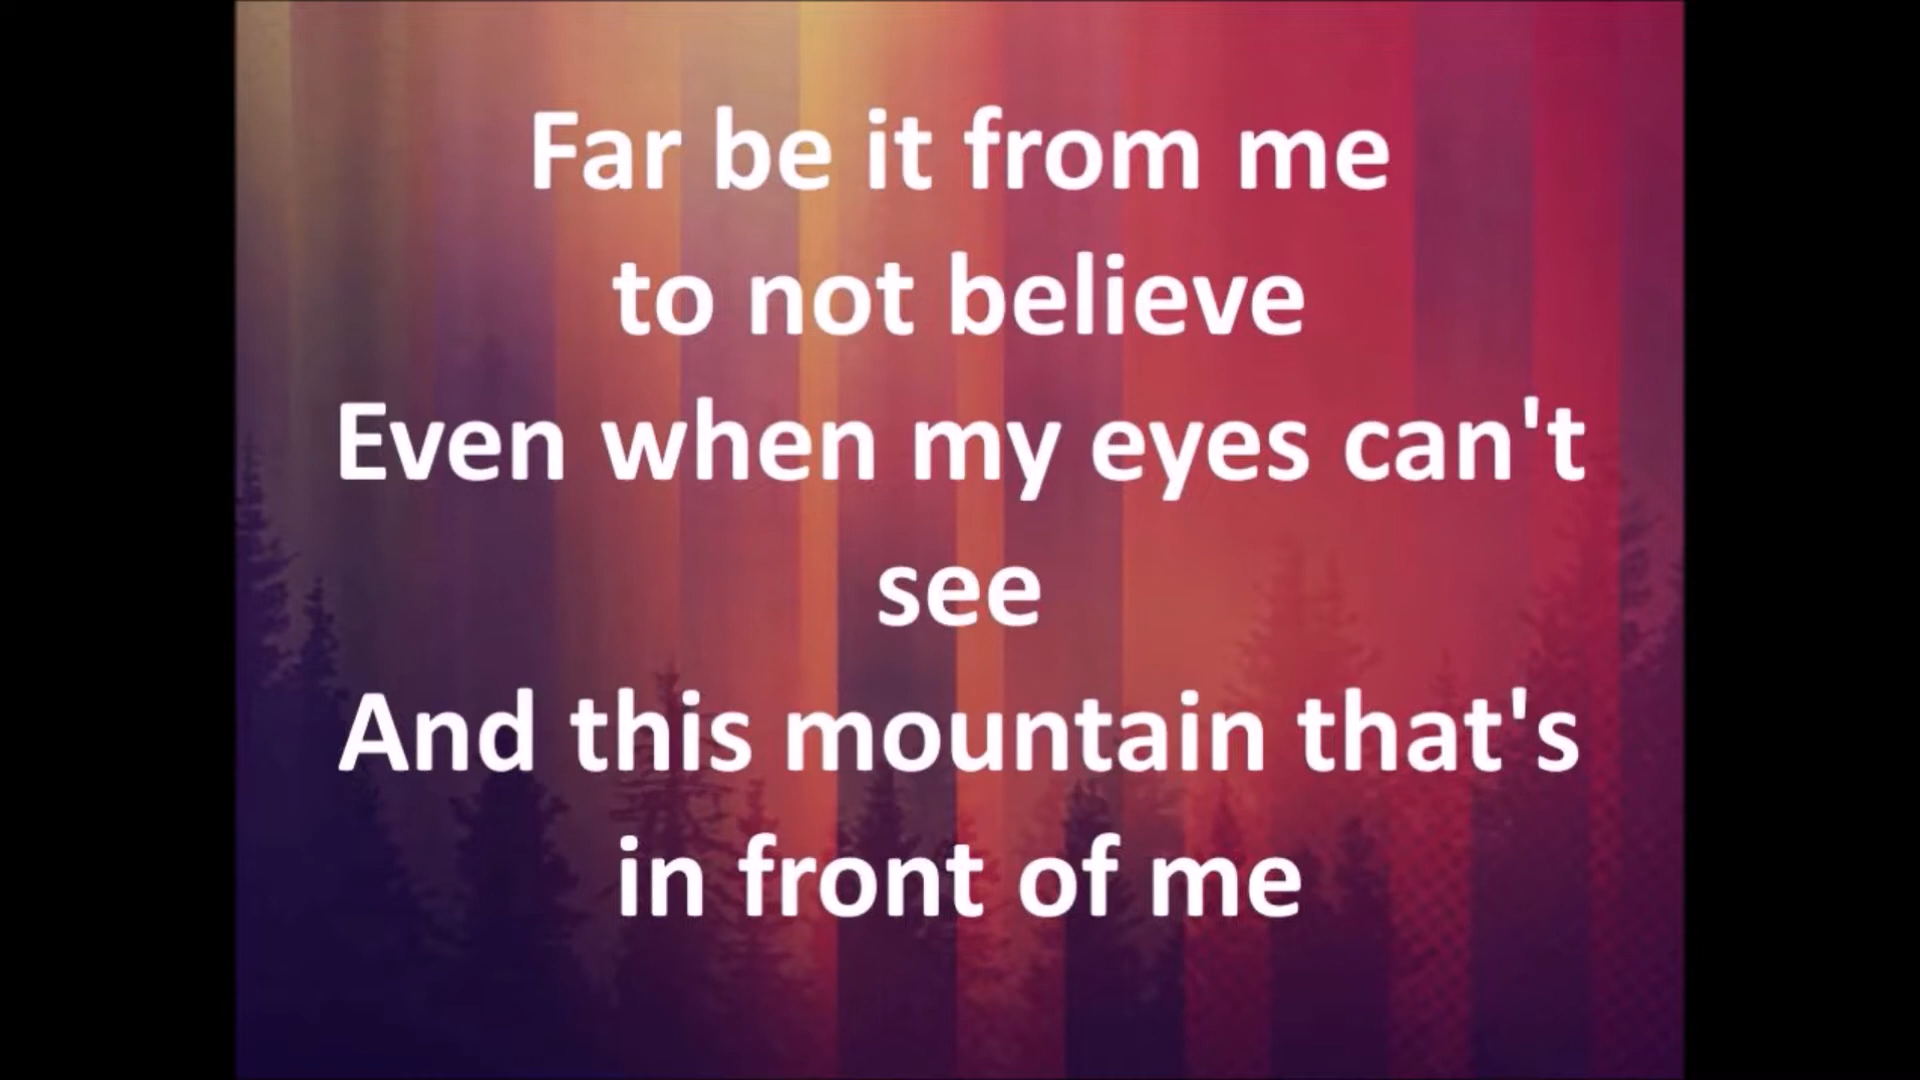 Far be it from me
to not believe
Even when my eyes can't
see
And this mountain that's
in front of me